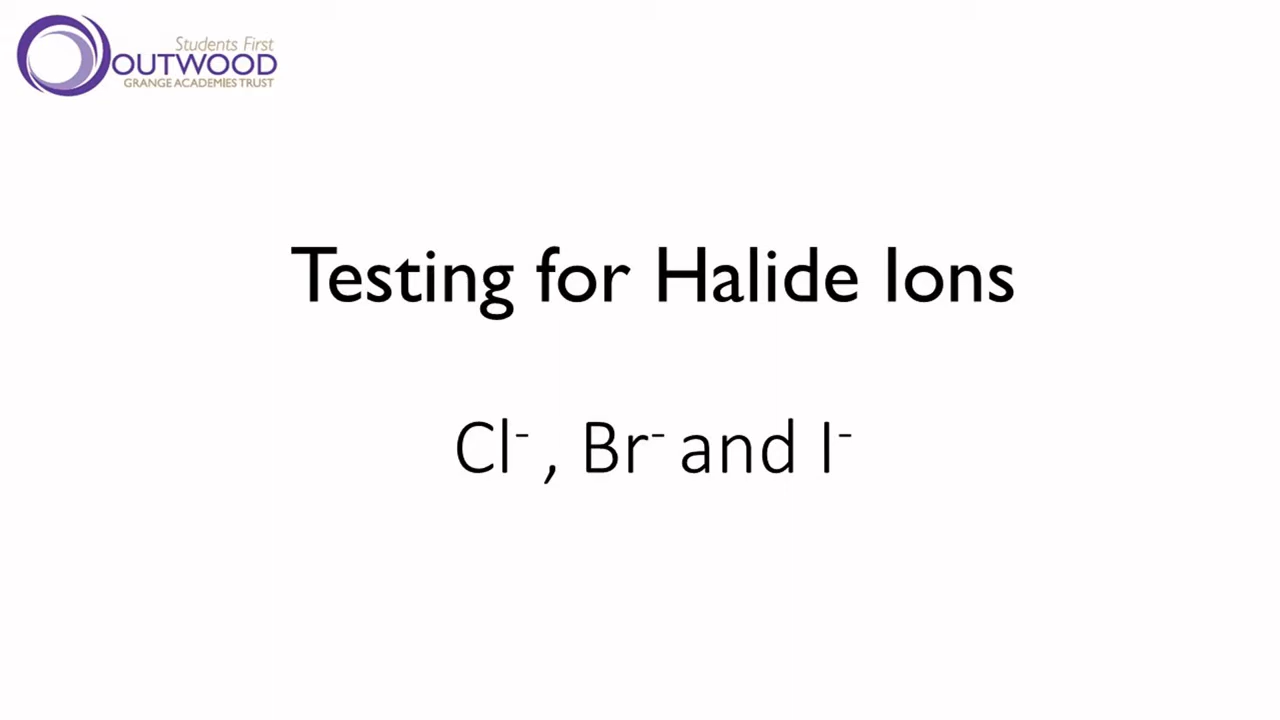 Students First
OUTWOOD
GRANGE ACADEMIES TRUST
Testing for Halide Ions
Cl⁻ , Br⁻ and I⁻